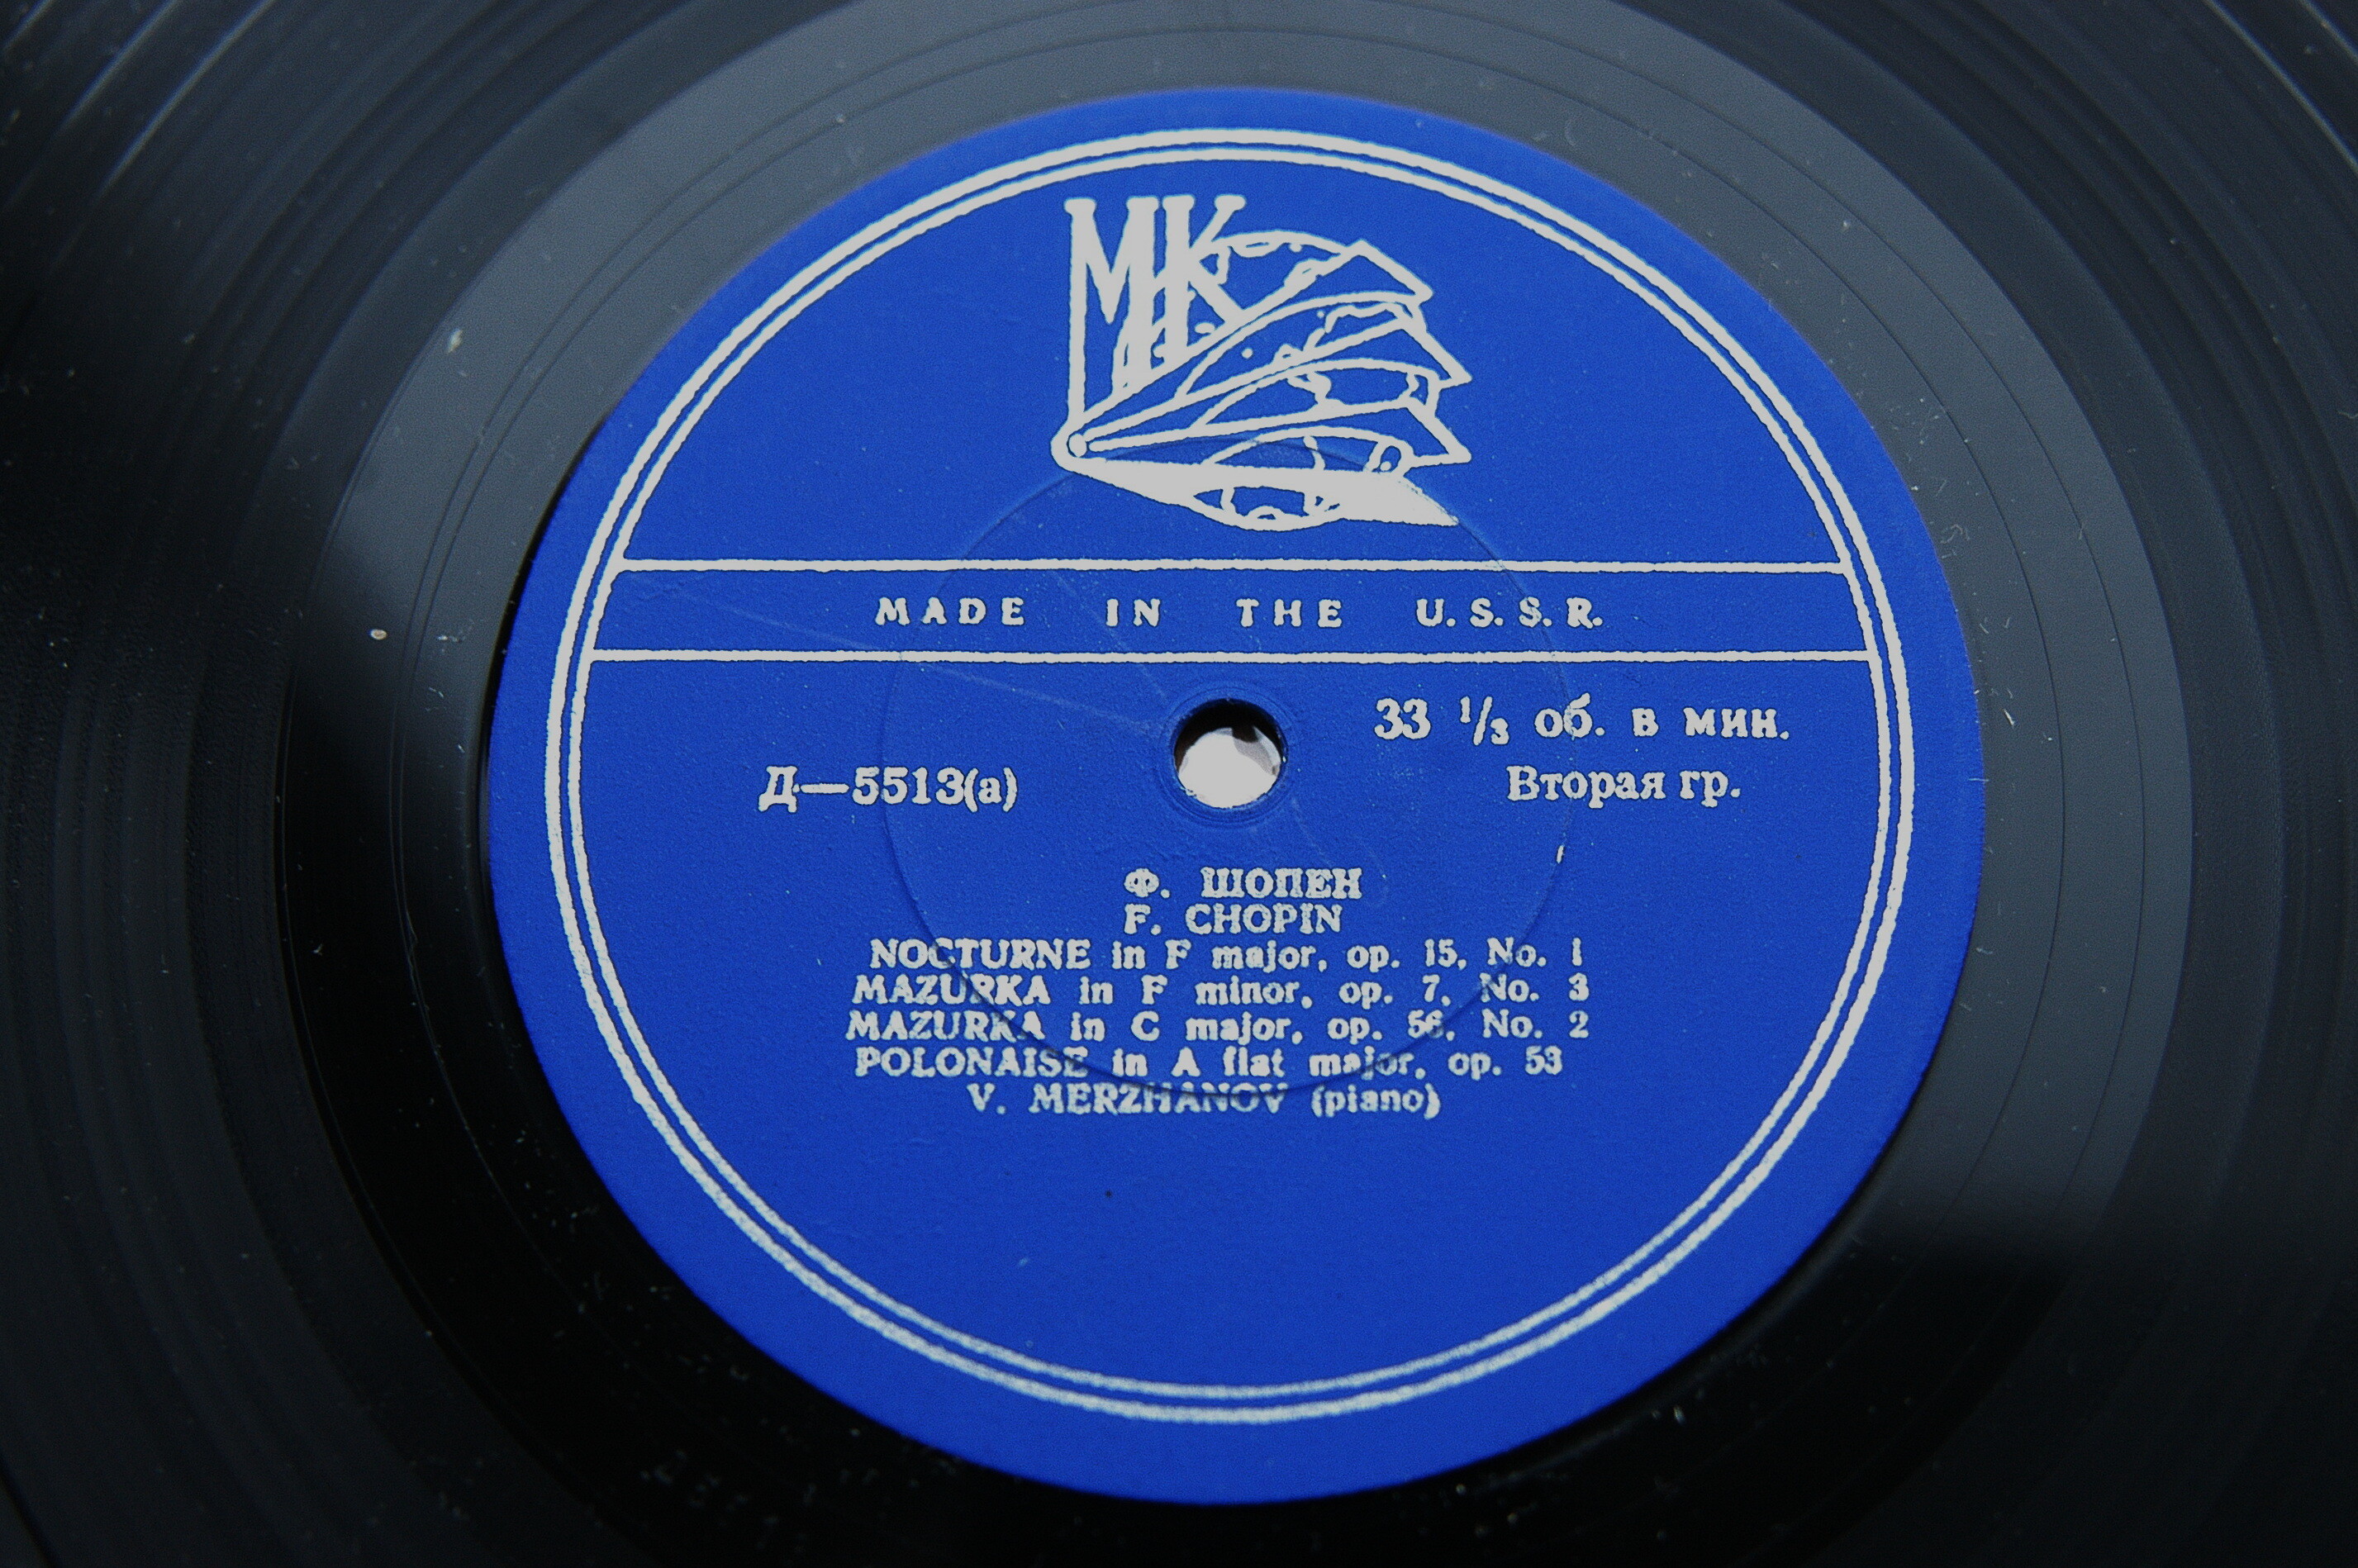 MK
MADE IN THE U.S.S.R.
33 1/3 об. в мин.
Д—5513(а)
Вторая гр.
Ф. ШОПЕН
F. CHOPIN
NOCTURNE in F major, op. 15, No. 1
MAZURKA in F minor, op. 7, No. 3
MAZURKA in C major, op. 56, No. 2
POLONAISE in A flat major, op. 53
V. MERZHANOV (piano)